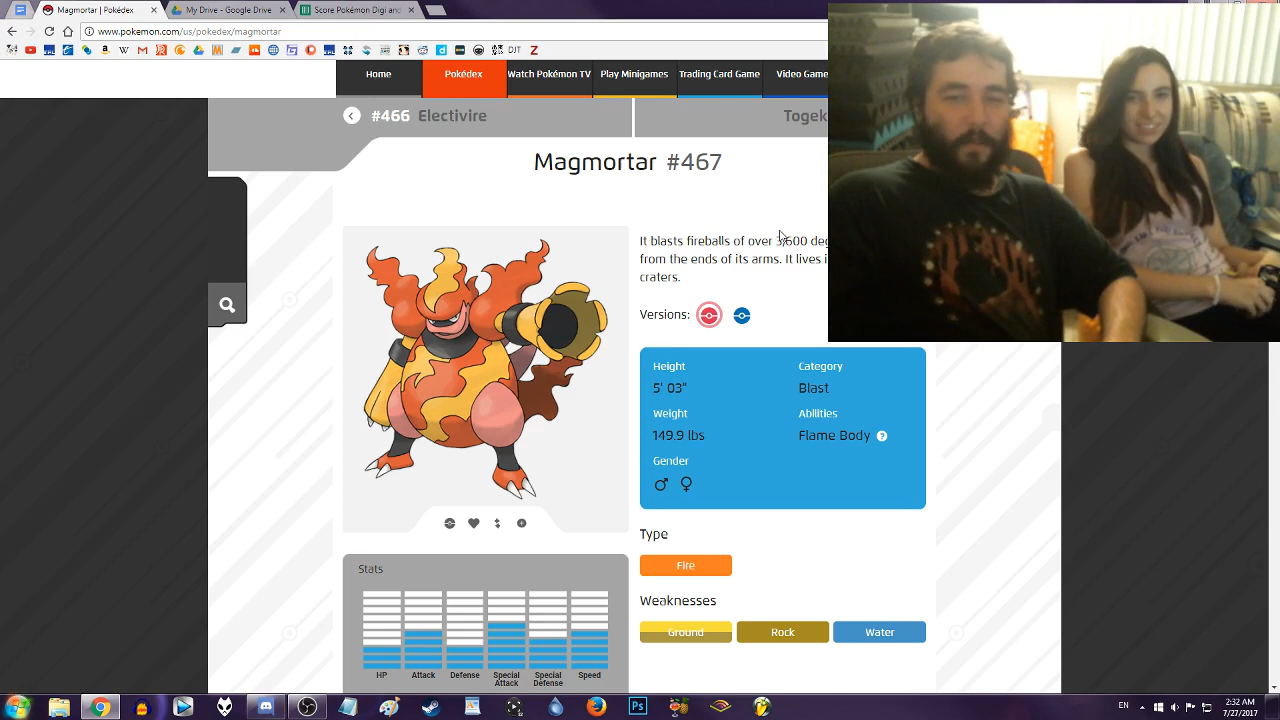 Magmortar | Pokédex
My Drive - Google Drive
Score Pokémon Digi and
www.pokemon.com/us/pokedex/magmortar
DJT
Home
Pokédex
Watch Pokémon TV
Play Minigames
Trading Card Game
Video Game
#466 Electivire
Togek
Magmortar #467
It blasts fireballs of over 3,600 deg
from the ends of its arms. It lives i
craters.
Versions:
Height
5' 03"
Weight
149.9 lbs
Gender
Category
Blast
Abilities
Flame Body ?
Type
Fire
Weaknesses
Ground
Rock
Water
Stats
HP
Attack
Defense
Special Attack
Special Defense
Speed
EN
2:32 AM
7/27/2017